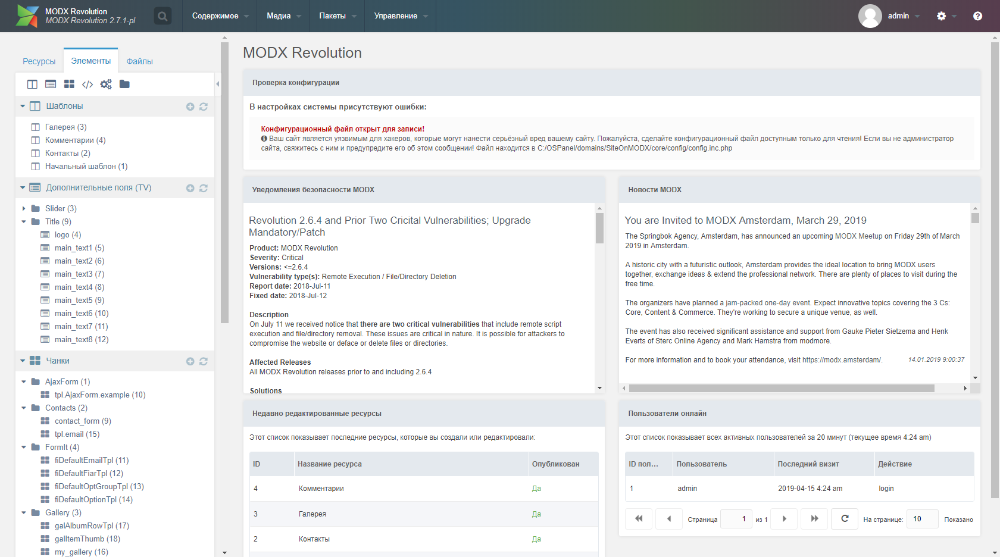 MODX Revolution
MODX Revolution 2.7.1-pl
Содержимое
Медиа
Пакеты
Управление
admin
Ресурсы
Элементы
Файлы
Шаблоны
Галерея (3)
Комментарии (4)
Контакты (2)
Начальный шаблон (1)
Дополнительные поля (TV)
Slider (3)
Title (9)
logo (4)
main_text1 (5)
main_text2 (6)
main_text3 (7)
main_text4 (8)
main_text5 (9)
main_text6 (10)
main_text7 (11)
main_text8 (12)
Чанки
AjaxForm (1)
tpl.AjaxForm.example (10)
Contacts (2)
contact_form (9)
tpl.email (15)
FormIt (4)
fiDefaultEmailTpl (11)
fiDefaultFiarTpl (12)
fiDefaultOptGroupTpl (13)
fiDefaultOptionTpl (14)
Gallery (3)
galAlbumRowTpl (17)
galItemThumb (18)
my_gallery (16)
MODX Revolution
Проверка конфигурации
В настройках системы присутствуют ошибки:
Конфигурационный файл открыт для записи!
Ваш сайт является уязвимым для хакеров, которые могут нанести серьёзный вред вашему сайту. Пожалуйста, сделайте конфигурационный файл доступным только для чтения! Если вы не администратор
сайта, свяжитесь с ним и предупредите его об этом сообщении! Файл находится в C:/OSPanel/domains/SiteOnMODX/core/config/config.inc.php
Уведомления безопасности MODX
Revolution 2.6.4 and Prior Two Cricital Vulnerabilities; Upgrade
Mandatory/Patch
Product: MODX Revolution
Severity: Critical
Versions: <=2.6.4
Vulnerability type(s): Remote Execution / File/Directory Deletion
Report date: 2018-Jul-11
Fixed date: 2018-Jul-12
Description
On July 11 we received notice that there are two critical vulnerabilities that include remote script
execution and file/directory removal. These issues are critical in nature. It is possible for attackers to
compromise the website or deface or delete files or directories.
Affected Releases
All MODX Revolution releases prior to and including 2.6.4
Solutions
Новости MODX
You are Invited to MODX Amsterdam, March 29, 2019
The Springbok Agency, Amsterdam, has announced an upcoming MODX Meetup on Friday 29th of March
2019 in Amsterdam.
A historic city with a futuristic outlook, Amsterdam provides the ideal location to bring MODX users
together, exchange ideas & extend the professional network. There are plenty of places to visit during the
free time.
The organizers have planned a jam-packed one-day event. Expect innovative topics covering the 3 Cs:
Core, Content & Commerce. They're working to secure a unique venue, as well.
The event has also received significant assistance and support from Gauke Pieter Sietzema and Henk
Everts of Sterc Online Agency and Mark Hamstra from modmore.
For more information and to book your attendance, visit https://modx.amsterdam/.
14.01.2019 9:00:37
Недавно редактированные ресурсы
Этот список показывает последние ресурсы, которые вы создали или редактировали:
ID Название ресурса Опубликован
4 Комментарии Да
3 Галерея Да
2 Контакты Да
Пользователи онлайн
Этот список показывает всех активных пользователей за 20 минут (текущее время 4:24 am)
ID пол... Пользователь Последний визит Действие
1 admin 2019-04-15 4:24 am login
Страница 1 из 1 На странице: 10 Показано